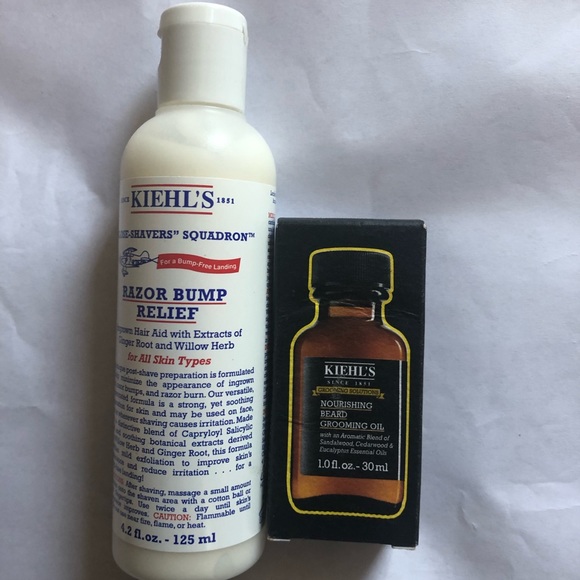 KIEHL'S 1851
-SHAVERS" SQUADRON™
For a Bump-Free Landing
RAZOR BUMP
RELIEF
Hair Aid with Extracts of
Ginger Root and Willow Herb
for All Skin Types
post-shave preparation is formulated
minimize the appearance of ingrown
bumps, and razor burn. Our versatile,
formula is a strong, yet soothing
for skin and may be used on face,
shaving causes irritation. Made
distinctive blend of Capryloyl Salicylic
soothing botanical extracts derived
Herb and Ginger Root, this formula
mild exfoliation to improve skin's
and reduce irritation . . . for a
landing!
After shaving, massage a small amount
the shaven area with a cotton ball or
Use twice a day until skin's
improves. CAUTION: Flammable until
near fire, flame, or heat.
4.2 fl.oz. - 125 ml
KIEHL'S
SINCE 1851
GROOMING SOLUTIONS
NOURISHING
BEARD
GROOMING OIL
with an Aromatic Blend of
Sandalwood, Cedarwood &
Eucalyptus Essential Oils
1.0 fl.oz. - 30 ml